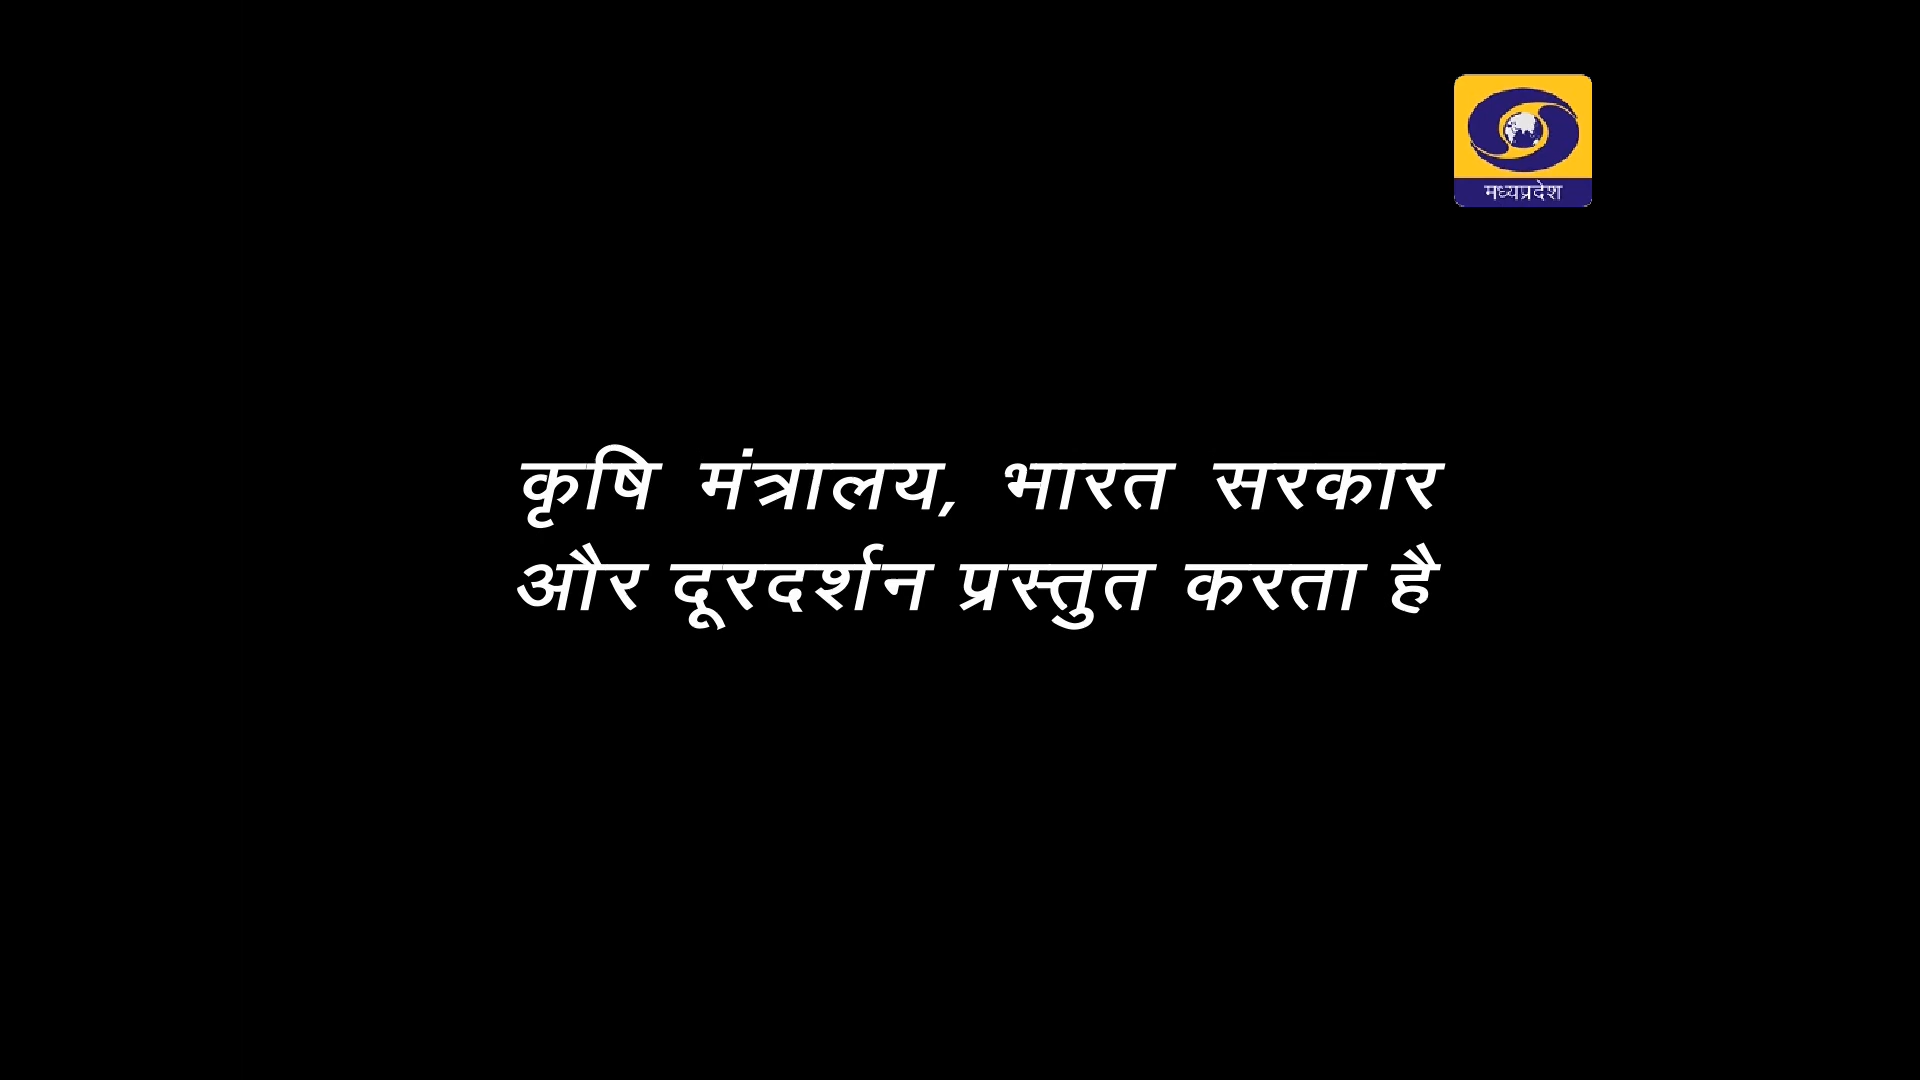 मध्यप्रदेश
कृषि मंत्रालय, भारत सरकार
और दूरदर्शन प्रस्तुत करता है